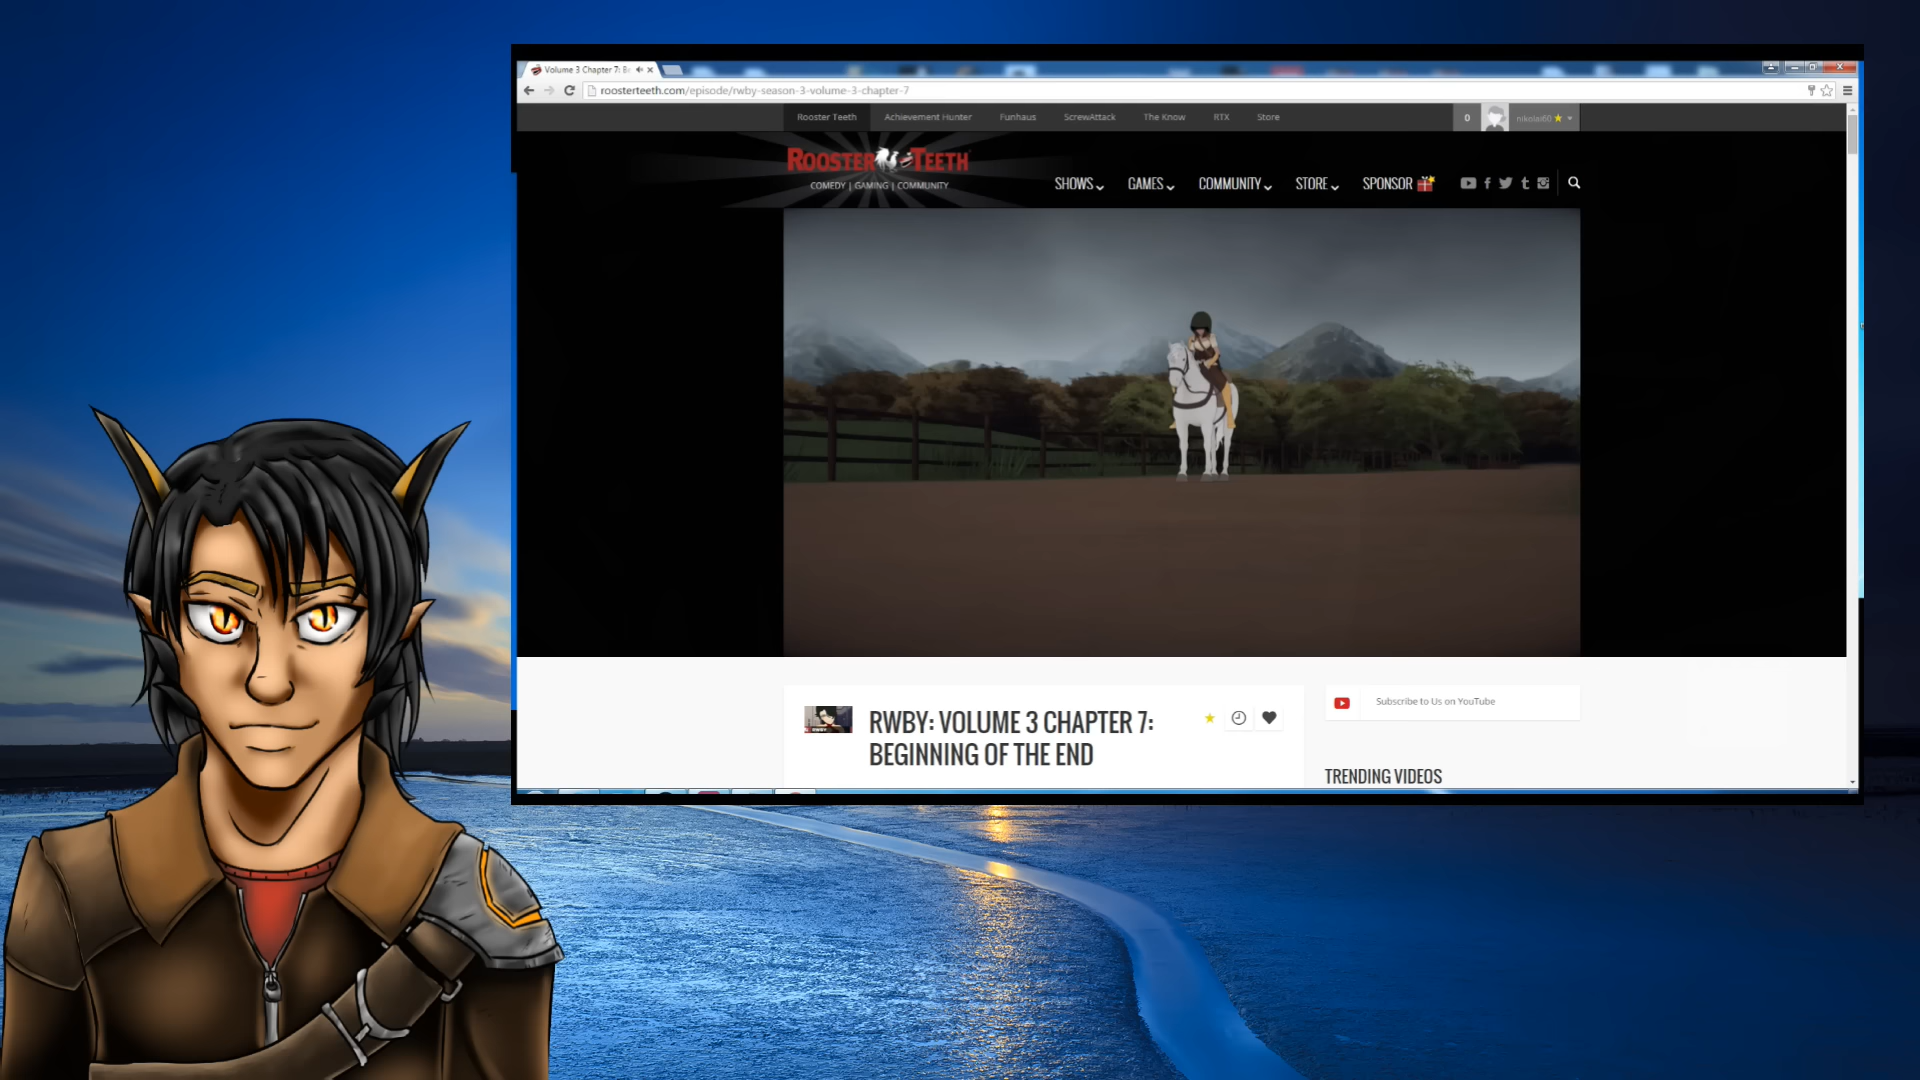 Volume 3 Chapter 7: Be
roosterteeth.com/episode/rwby-season-3-volume-3-chapter-7
Rooster Teeth
Achievement Hunter
Funhaus
ScrewAttack
The Know
RTX
Store
0
nikolai60
ROOSTER TEETH
COMEDY | GAMING | COMMUNITY
SHOWS
GAMES
COMMUNITY
STORE
SPONSOR
RWBY: VOLUME 3 CHAPTER 7:
BEGINNING OF THE END
Subscribe to Us on YouTube
TRENDING VIDEOS